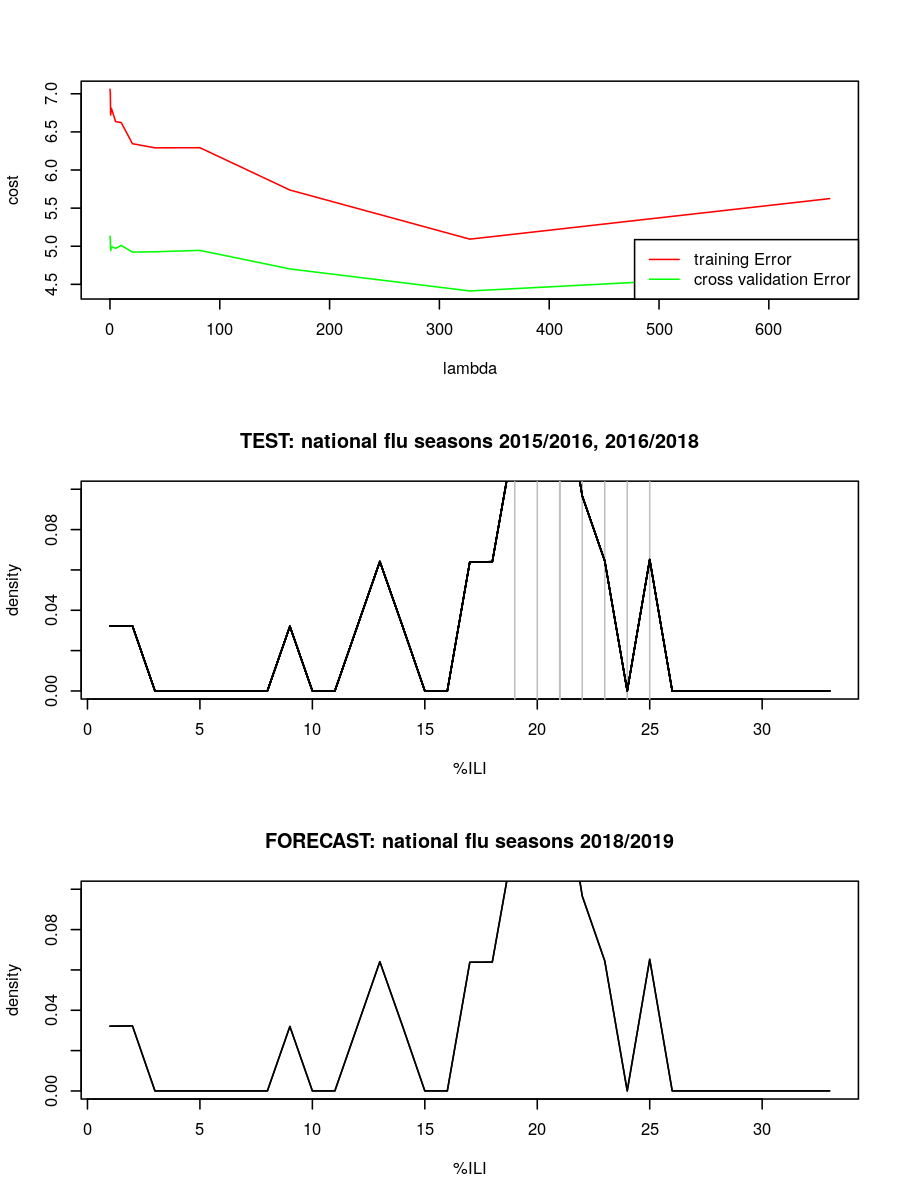 7.0
6.5
6.0
5.5
5.0
4.5
cost
training Error
cross validation Error
0 100 200 300 400 500 600
lambda
TEST: national flu seasons 2015/2016, 2016/2018
0.08
0.04
0.00
density
0 5 10 15 20 25 30
%ILI
FORECAST: national flu seasons 2018/2019
0.08
0.04
0.00
density
0 5 10 15 20 25 30
%ILI